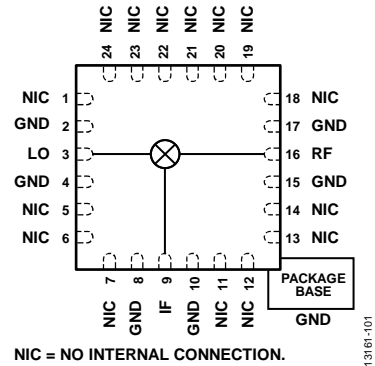 NIC NIC NIC NIC NIC NIC
24 23 22 21 20 19
NIC 1 18 NIC
GND 2 17 GND
LO 3 16 RF
GND 4 15 GND
NIC 5 14 NIC
NIC 6 13 NIC
7 8 9 10 11 12
NIC GND IF GND NIC NIC
PACKAGE
BASE
GND
NIC = NO INTERNAL CONNECTION.
13161-101